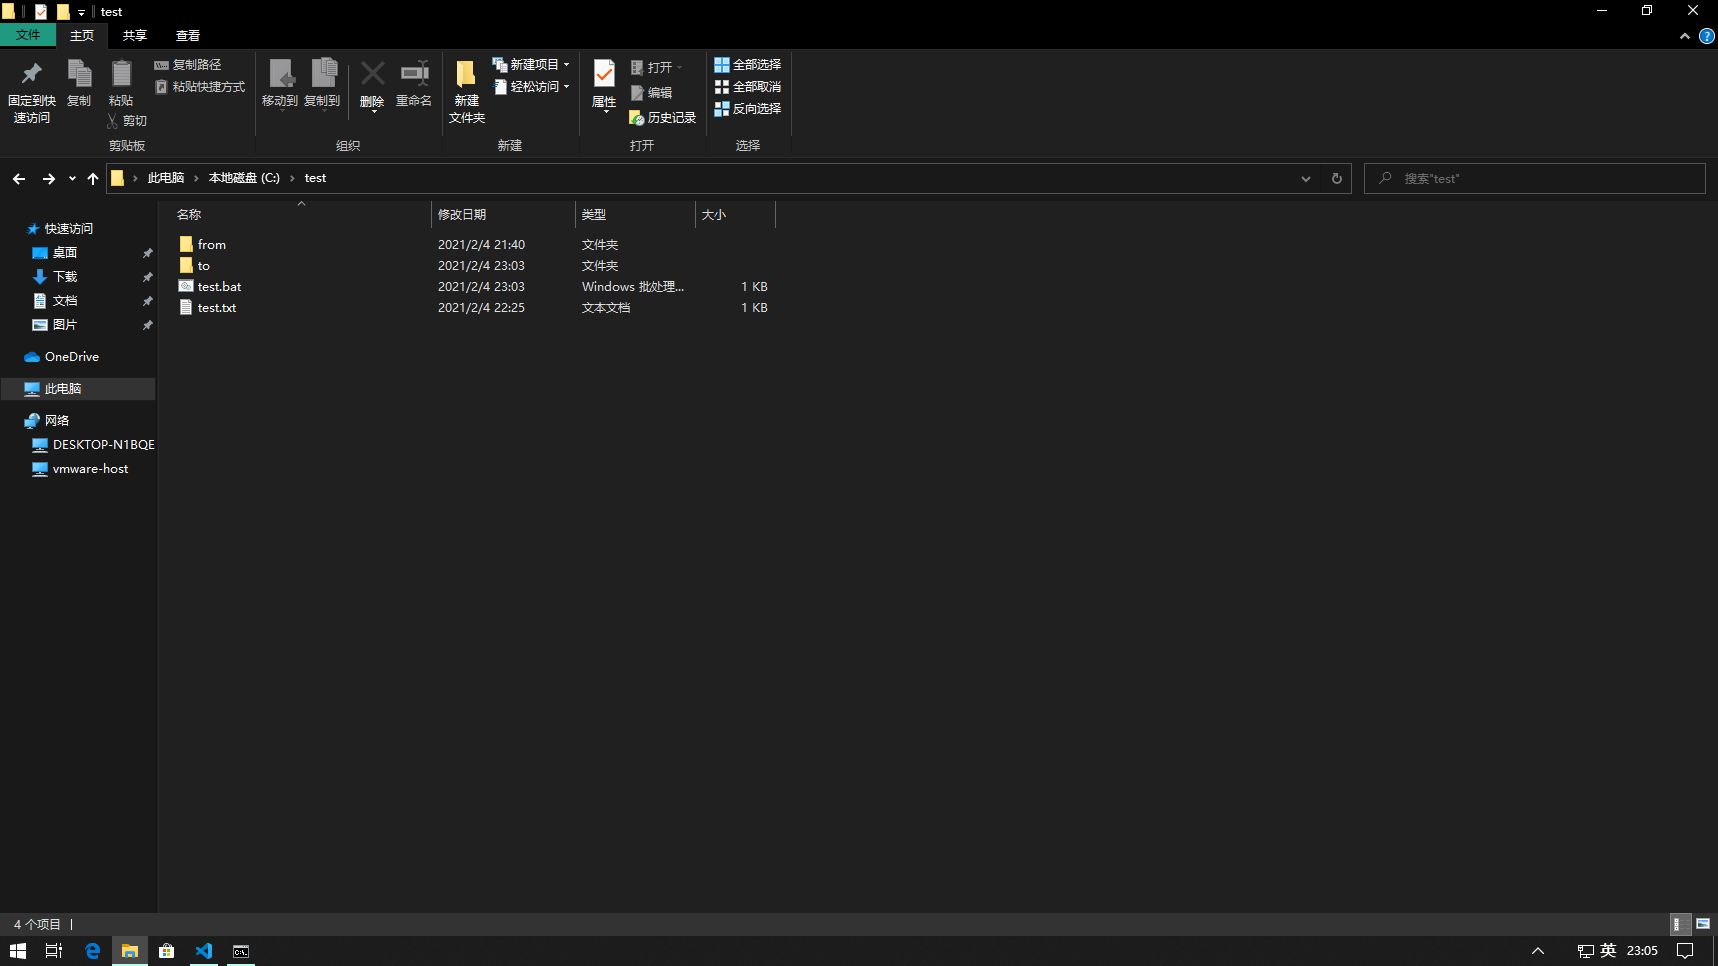 test
文件 主页 共享 查看
固定到快速访问
复制
粘贴
复制路径
粘贴快捷方式
剪切
剪贴板
移动到
复制到
删除
重命名
组织
新建文件夹
新建项目
轻松访问
新建
属性
打开
编辑
历史记录
打开
全部选择
全部取消
反向选择
选择
此电脑 本地磁盘 (C:) test
搜索"test"
名称 修改日期 类型 大小
from 2021/2/4 21:40 文件夹
to 2021/2/4 23:03 文件夹
test.bat 2021/2/4 23:03 Windows 批处理... 1 KB
test.txt 2021/2/4 22:25 文本文档 1 KB
快速访问
桌面
下载
文档
图片
OneDrive
此电脑
网络
DESKTOP-N1BQE
vmware-host
4 个项目
英 23:05